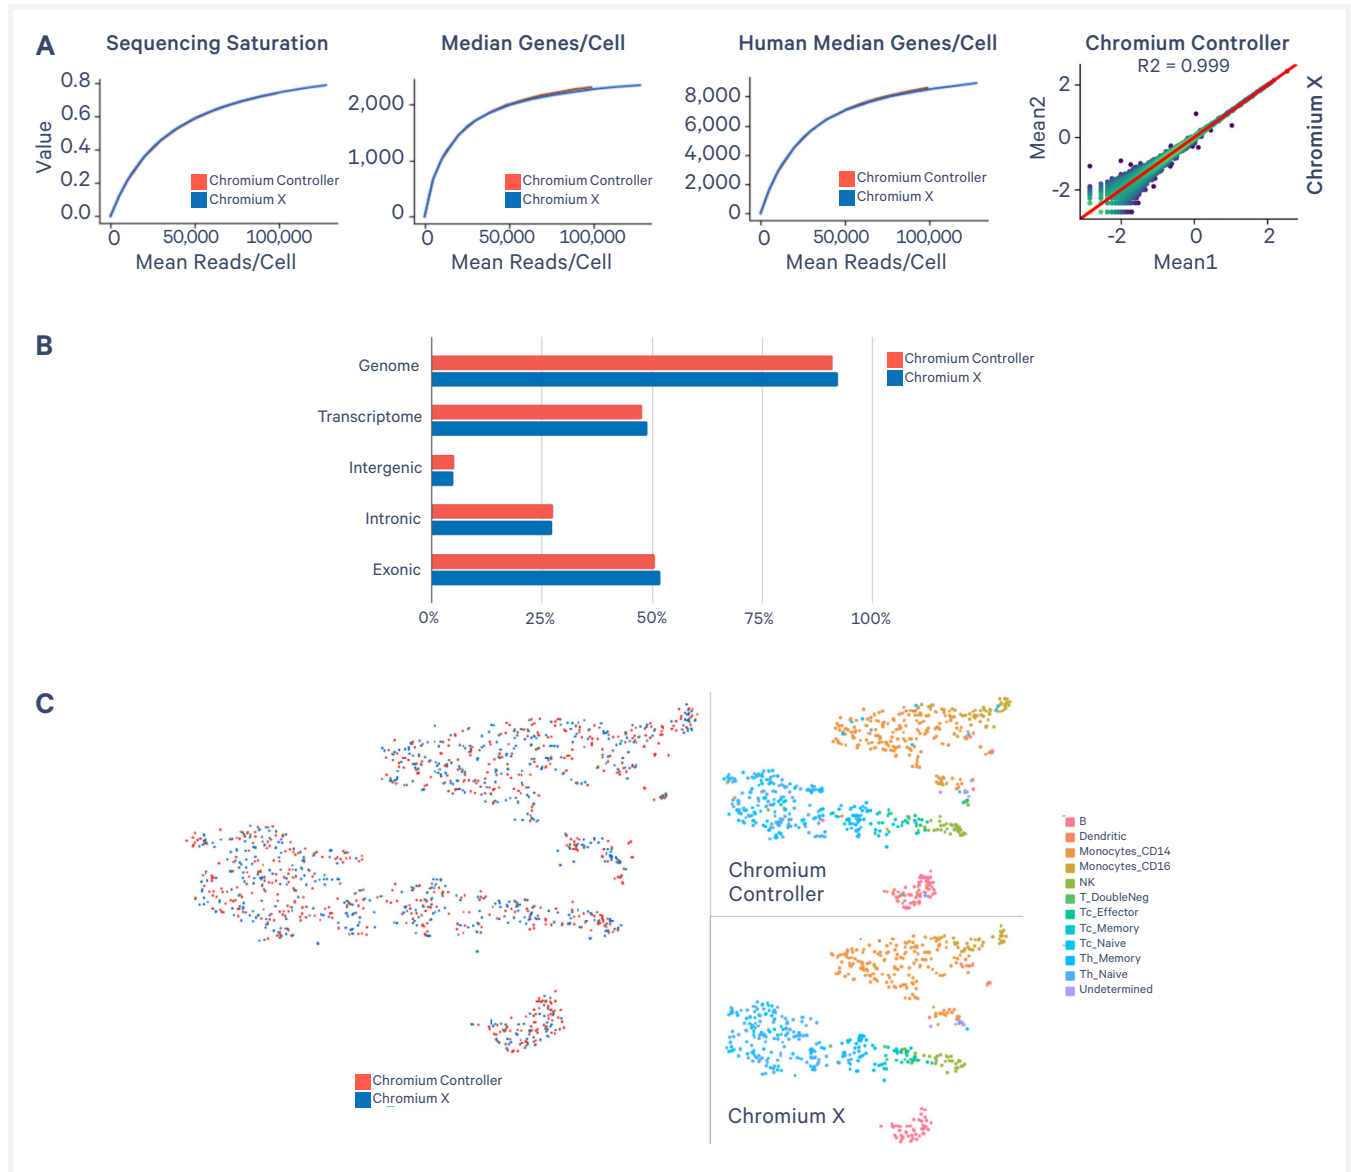 A
Sequencing Saturation
Value
0.8
0.6
0.4
0.2
0.0
Chromium Controller
Chromium X
0 50,000 100,000
Mean Reads/Cell
Median Genes/Cell
2,000
1,000
0
Chromium Controller
Chromium X
0 50,000 100,000
Mean Reads/Cell
Human Median Genes/Cell
8,000
6,000
4,000
2,000
0
Chromium Controller
Chromium X
0 50,000 100,000
Mean Reads/Cell
Chromium Controller
R2 = 0.999
Mean2
2
0
-2
-2 0 2
Mean1
Chromium X
B
Genome
Transcriptome
Intergenic
Intronic
Exonic
0% 25% 50% 75% 100%
Chromium Controller
Chromium X
C
Chromium Controller
Chromium X
Chromium
Controller
Chromium X
B
Dendritic
Monocytes_CD14
Monocytes_CD16
NK
T_DoubleNeg
Tc_Effector
Tc_Memory
Tc_Naive
Th_Memory
Th_Naive
Undetermined